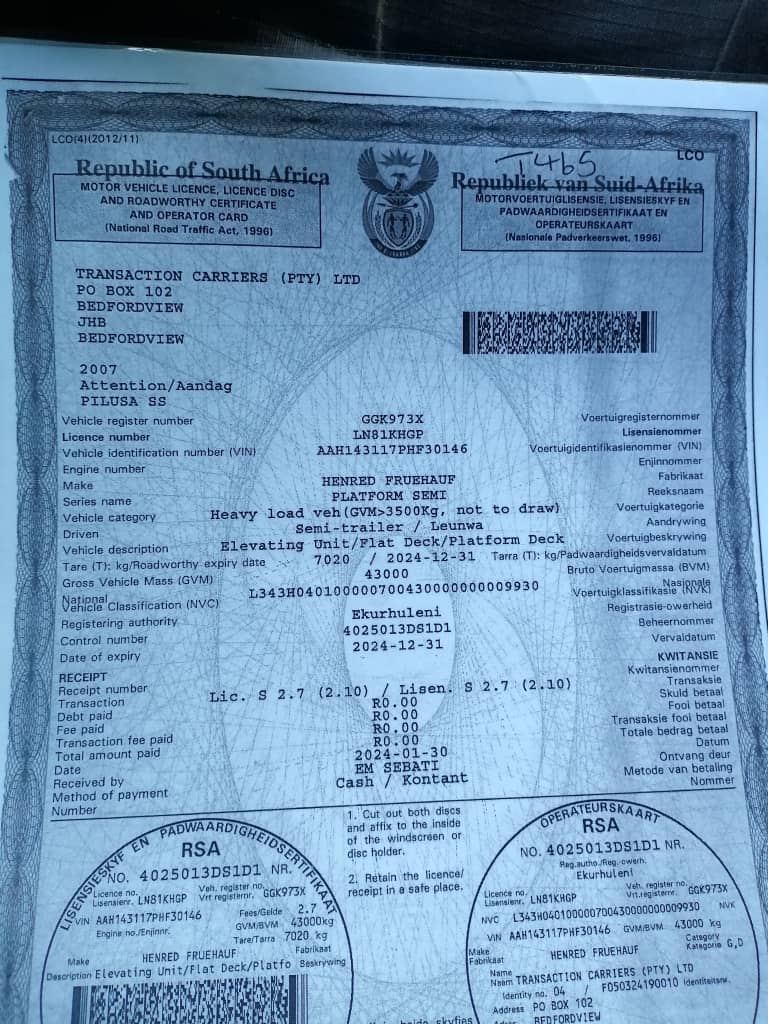 LCO(4)(2012/11)
T465
LCO
Republic of South Africa
MOTOR VEHICLE LICENCE, LICENCE DISC
AND ROADWORTHY CERTIFICATE
AND OPERATOR CARD
(National Road Traffic Act, 1996)
Republiek van Suid-Afrika
MOTORVOERTUIGLISENSIE, LISENSIESKYF EN
PADWAARDIGHEIDSERTIFIKAAT EN
OPERATEURSKAART
(Nasionale Padverkeerswet, 1996)
TRANSACTION CARRIERS (PTY) LTD
PO BOX 102
BEDFORDVIEW
JHB
BEDFORDVIEW
2007
Attention/Aandag
PILUSA SS
Vehicle register number GGK973X Voertuigregisternommer
Licence number LN81KHGP Lisensienommer
Vehicle identification number (VIN) AAH143117PHF30146 Voertuigidentifikasienommer (VIN)
Engine number Enjinnommer
Make HENRED FRUEHAUF Fabrikaat
Series name PLATFORM SEMI Reeksnaam
Vehicle category Heavy load veh(GVM>3500Kg, not to draw) Voertuigkategorie
Driven Semi-trailer / Leunwa Aandrywing
Vehicle description Elevating Unit/Flat Deck/Platform Deck Voertuigbeskrywing
Tare (T): kg/Roadworthy expiry date 7020 / 2024-12-31 Tarra (T): kg/Padwaardigheidsvervaldatum
Gross Vehicle Mass (GVM) 43000 Bruto Voertuigmassa (BVM)
National Nasionale
Vehicle Classification (NVC) L343H0401000007004300000000009930 Voertuigklassifikasie (NVK)
Registering authority Ekurhuleni Registrasie-owerheid
Control number 4025013DS1D1 Beheernommer
Date of expiry 2024-12-31 Vervaldatum
RECEIPT KWITANSIE
Receipt number Kwitansienommer
Transaction Lic. S 2.7 (2.10) / Lisen. S 2.7 (2.10) Transaksie
Debt paid R0.00 Skuld betaal
Fee paid R0.00 Fooi betaal
Transaction fee paid R0.00 Transaksie fooi betaal
Total amount paid R0.00 Totale bedrag betaal
Date 2024-01-30 Datum
Received by EM SEBATI Ontvang deur
Method of payment Cash / Kontant Metode van betaling
Number Nommer
LISENSIESKYF EN PADWAARDIGHEIDSERTIFIKAAT
RSA
NO. 4025013DS1D1 NR.
Licence no. Veh. register no.
Lisensienr. LN81KHGP Vrt registernr. GGK973X
VIN AAH143117PHF30146 Fees/Gelde 2.7
Engine no./Enjinnr. GVM/BVM 43000kg
Tare/Tarra 7020 kg
Make HENRED FRUEHAUF Fabrikaat
Description Elevating Unit/Flat Deck/Platfo Beskrywing
1. Cut out both discs
and affix to the inside
of the windscreen or
disc holder.
2. Retain the licence/
receipt in a safe place.
OPERATEURSKAART
RSA
NO. 4025013DS1D1 NR.
Reg.autho./Reg.-owerh.
Ekurhuleni
Licence no. Veh. register no.
Lisensienr. LN81KHGP Vrt.registernr. GGK973X
NVC L343H0401000007004300000000009930 NVK
VIN AAH143117PHF30146 GVM/BVM 43000 kg
Make Category
Fabrikaat HENRED FRUEHAUF Kategorie G,D
Name
Naam TRANSACTION CARRIERS (PTY) LTD
Identity no. 04 / F050324190010 Identiteitsnr.
Address PO BOX 102
Adres BEDFORDVIEW